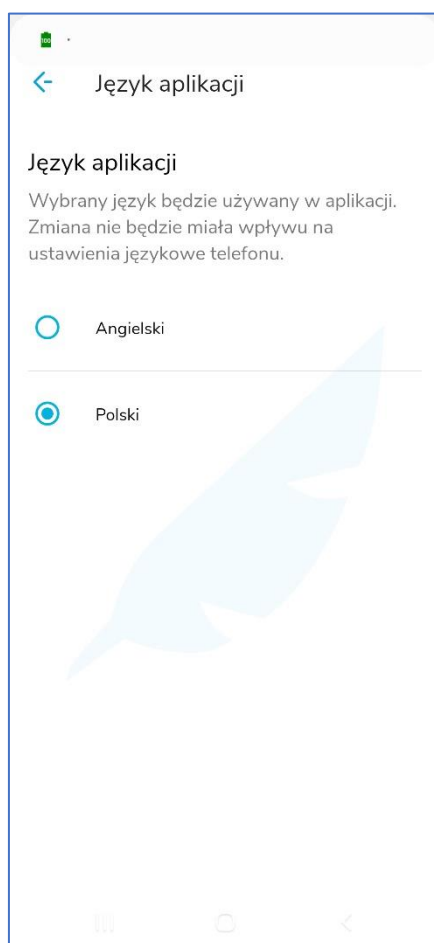 100
Język aplikacji
Język aplikacji
Wybrany język będzie używany w aplikacji.
Zmiana nie będzie miała wpływu na
ustawienia językowe telefonu.
Angielski
Polski